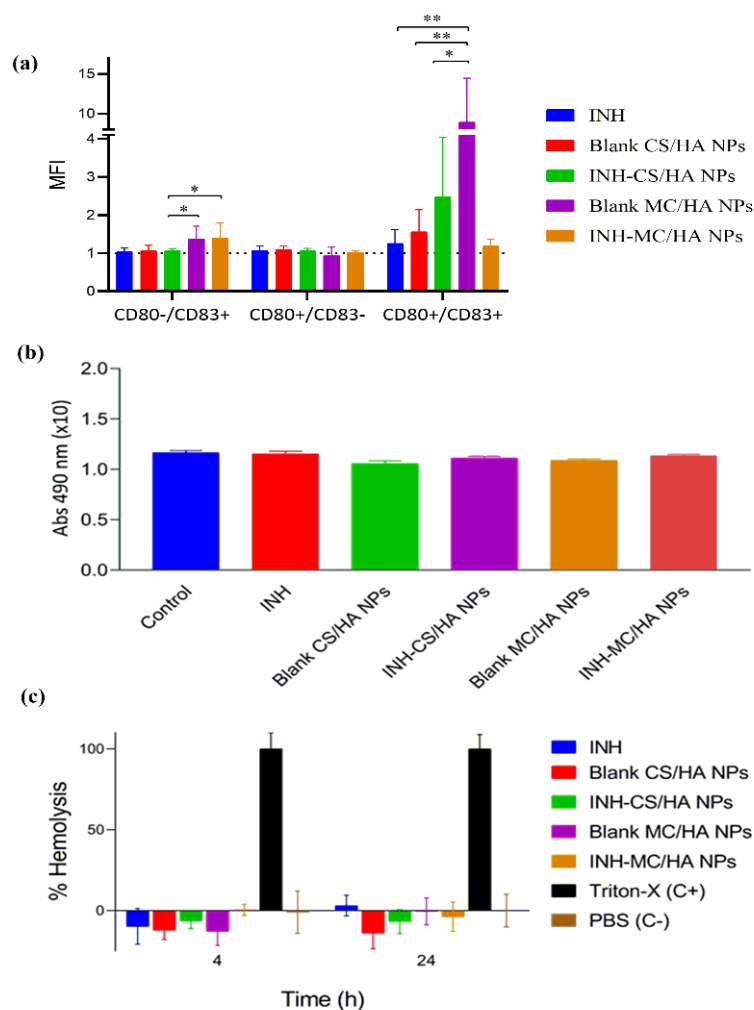 (a)
**
**
*
*
*
MFI
15
10
4
3
2
1
0
CD80-/CD83+
CD80+/CD83-
CD80+/CD83+
INH
Blank CS/HA NPs
INH-CS/HA NPs
Blank MC/HA NPs
INH-MC/HA NPs
(b)
Abs 490 nm (x10)
2.0
1.5
1.0
0.5
0.0
Control
INH
Blank CS/HA NPs
INH-CS/HA NPs
Blank MC/HA NPs
INH-MC/HA NPs
(c)
% Hemolysis
100
50
0
4
24
Time (h)
INH
Blank CS/HA NPs
INH-CS/HA NPs
Blank MC/HA NPs
INH-MC/HA NPs
Triton-X (C+)
PBS (C-)